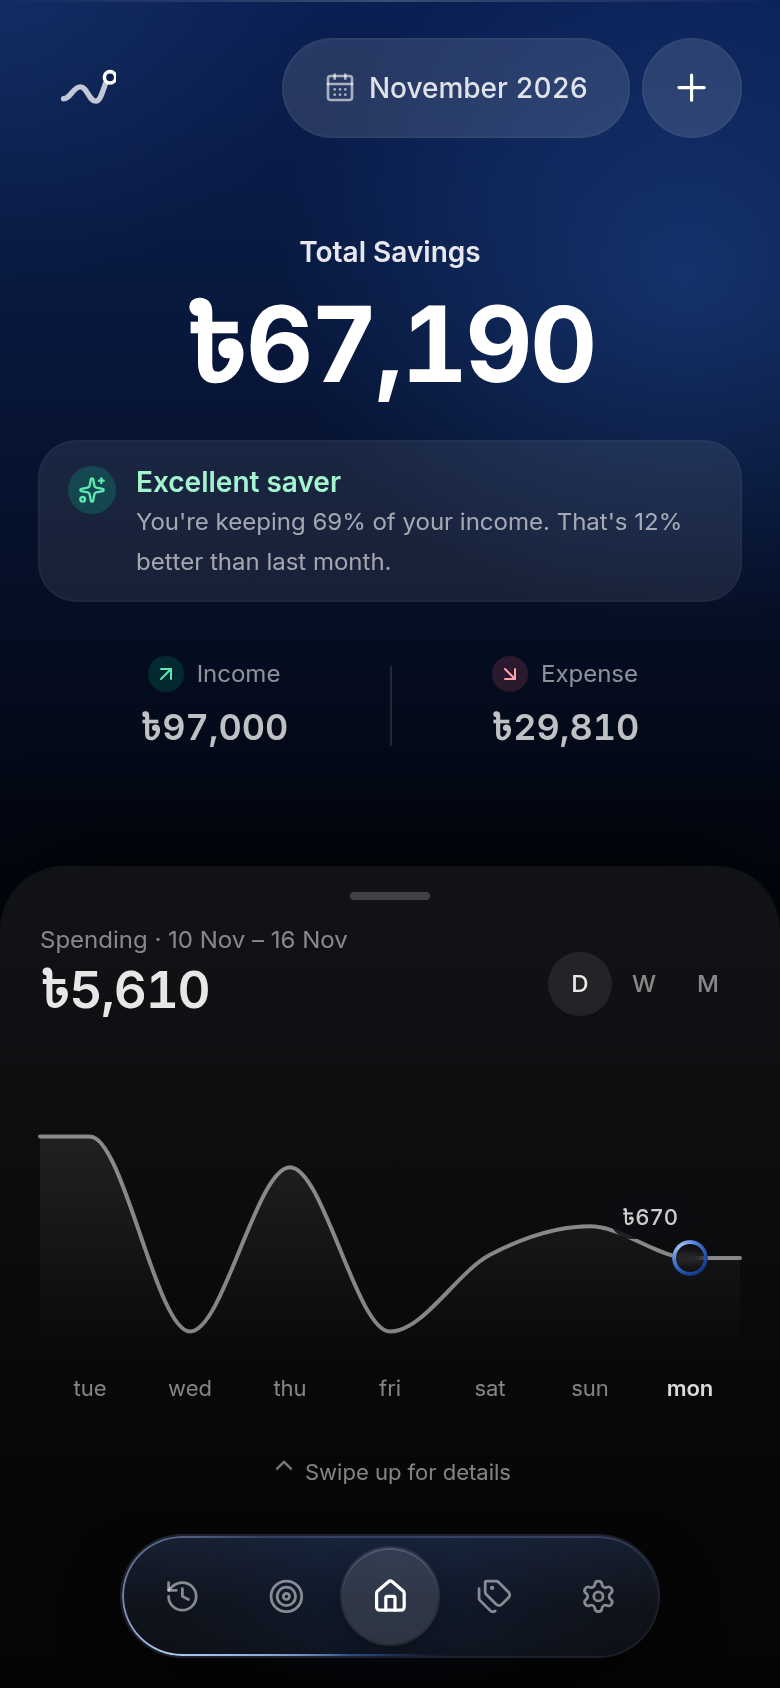 November 2026
Total Savings
৳67,190
Excellent saver
You're keeping 69% of your income. That's 12%
better than last month.
Income
Expense
৳97,000
৳29,810
Spending · 10 Nov – 16 Nov
৳5,610
D W M
৳670
tue wed thu fri sat sun mon
Swipe up for details